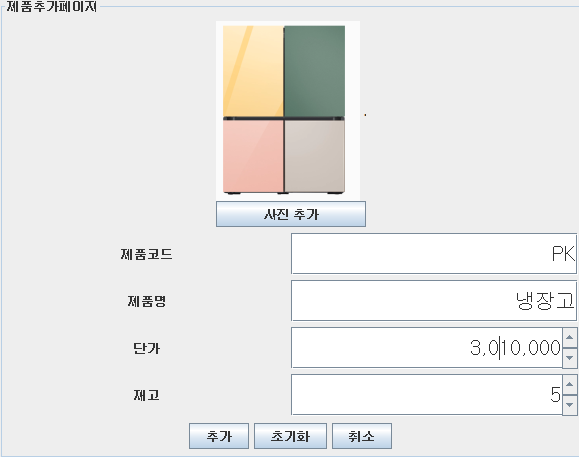 제품추가페이지
사진 추가
제품코드 PK
제품명 냉장고
단가 3,010,000
재고 5
추가 초기화 취소